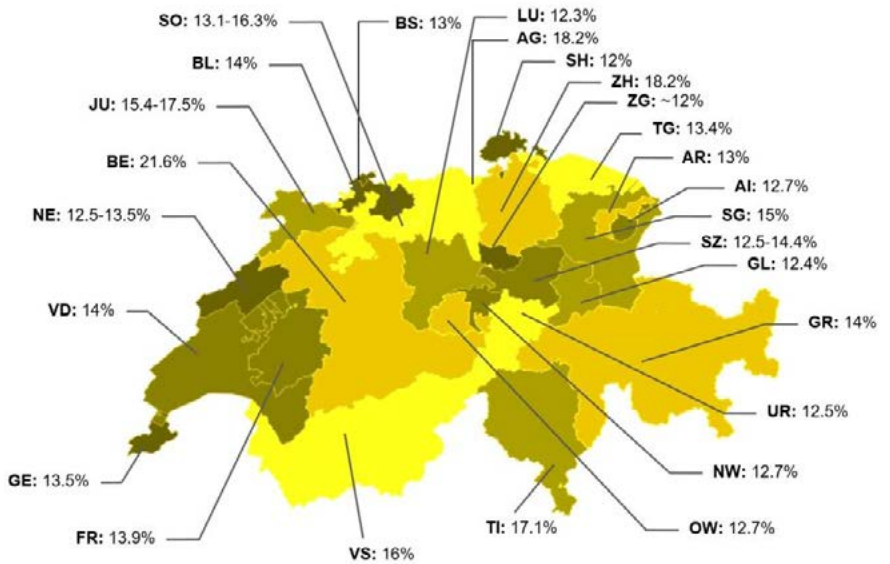 SO: 13.1-16.3%
BS: 13%
LU: 12.3%
AG: 18.2%
BL: 14%
SH: 12%
ZH: 18.2%
JU: 15.4-17.5%
ZG: ~12%
TG: 13.4%
BE: 21.6%
AR: 13%
AI: 12.7%
NE: 12.5-13.5%
SG: 15%
SZ: 12.5-14.4%
GL: 12.4%
VD: 14%
GR: 14%
UR: 12.5%
GE: 13.5%
NW: 12.7%
FR: 13.9%
VS: 16%
TI: 17.1%
OW: 12.7%